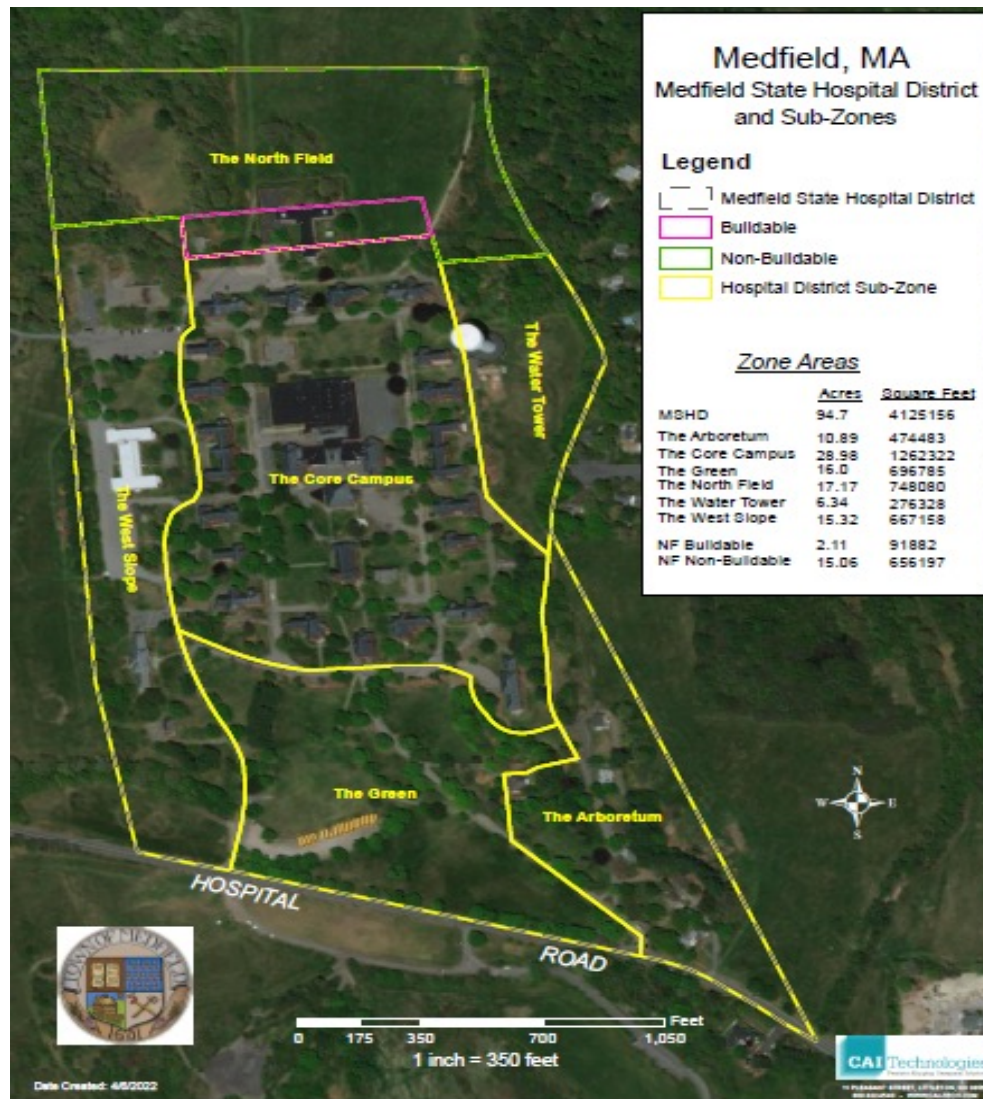 Medfield, MA
Medfield State Hospital District
and Sub-Zones
Legend
Medfield State Hospital District
Buildable
Non-Buildable
Hospital District Sub-Zone
Zone Areas
Acres Square Feet
MSHD 94.7 4125156
The Arboretum 10.89 474483
The Core Campus 28.98 1262322
The Green 16.0 696785
The North Field 17.17 748080
The Water Tower 6.34 276328
The West Slope 15.32 667158
NF Buildable 2.11 91882
NF Non-Buildable 15.06 656197
The North Field
The Water Tower
The Core Campus
The West Slope
The Green
The Arboretum
N
W E
S
HOSPITAL
ROAD
TOWN OF MEDFIELD
1651
Feet
0 175 350 700 1,050
1 inch = 350 feet
Date Created: 4/6/2022
CAI Technologies